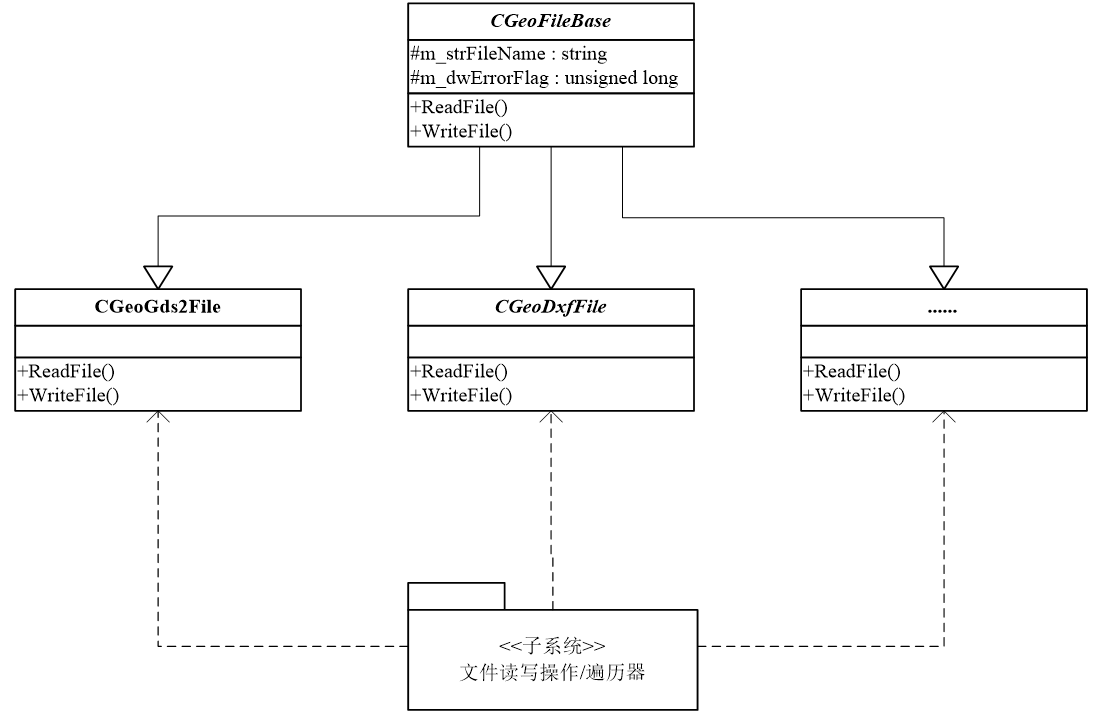 CGeoFileBase
#m_strFileName : string
#m_dwErrorFlag : unsigned long
+ReadFile()
+WriteFile()
CGeoGds2File
+ReadFile()
+WriteFile()
CGeoDxfFile
+ReadFile()
+WriteFile()
......
+ReadFile()
+WriteFile()
<<子系统>>
文件读写操作/遍历器